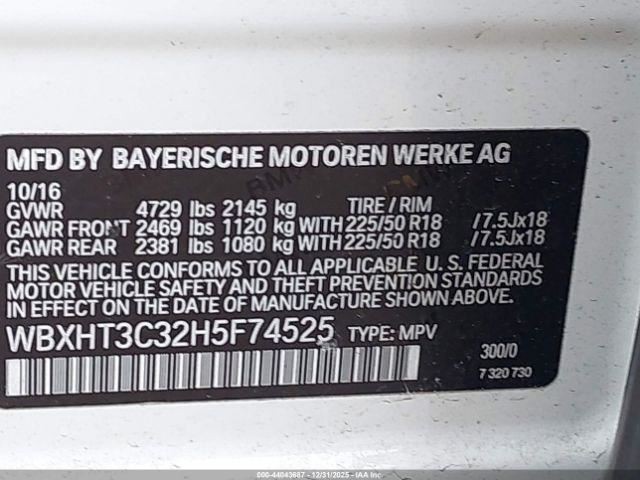 MFD BY BAYERISCHE MOTOREN WERKE AG
10/16
GVWR 4729 lbs 2145 kg TIRE / RIM
GAWR FRONT 2469 lbs 1120 kg WITH 225/50 R18 /7.5Jx18
GAWR REAR 2381 lbs 1080 kg WITH 225/50 R18 /7.5Jx18
THIS VEHICLE CONFORMS TO ALL APPLICABLE U. S. FEDERAL
MOTOR VEHICLE SAFETY AND THEFT PREVENTION STANDARDS
IN EFFECT ON THE DATE OF MANUFACTURE SHOWN ABOVE.
WBXHT3C32H5F74525 TYPE: MPV
300/0
7 320 730
000-44043687 - 12/31/2025 - IAAI.com